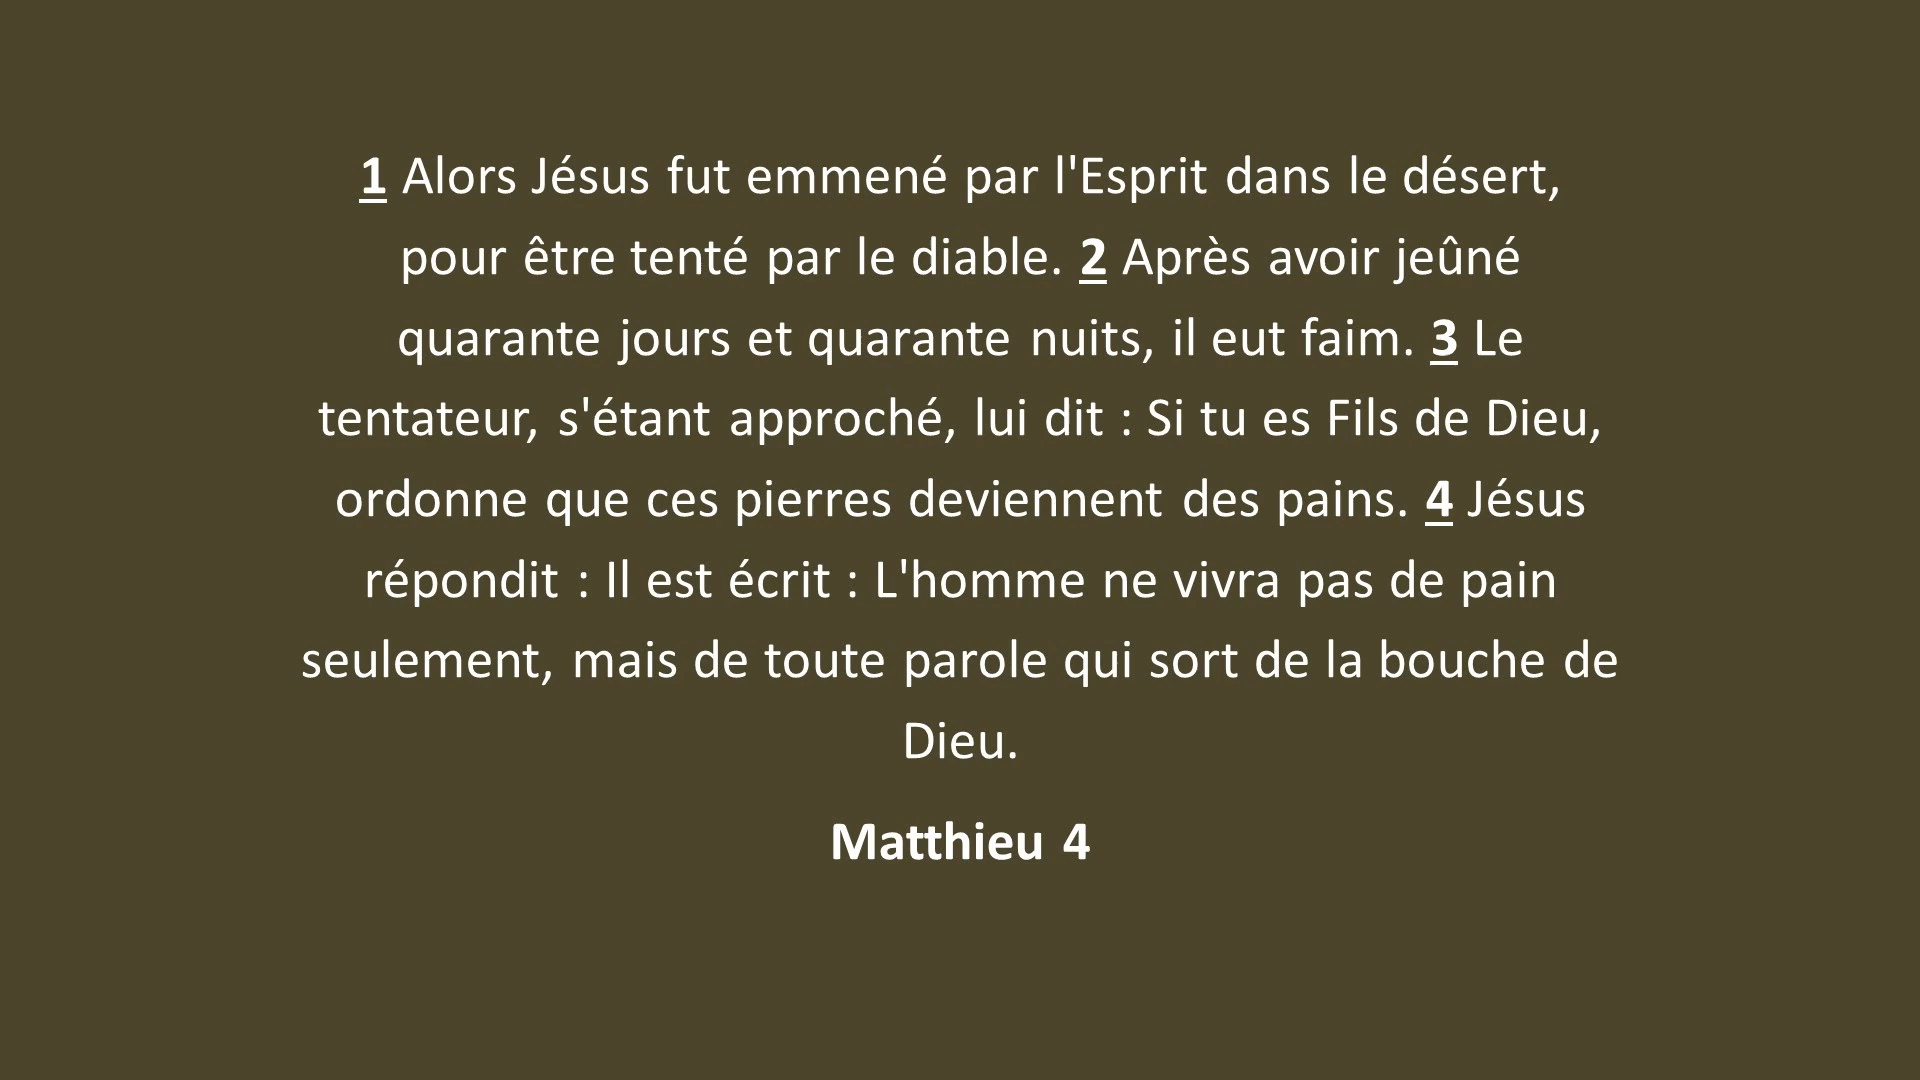 1 Alors Jésus fut emmené par l'Esprit dans le désert,
pour être tenté par le diable. 2 Après avoir jeûné
quarante jours et quarante nuits, il eut faim. 3 Le
tentateur, s'étant approché, lui dit : Si tu es Fils de Dieu,
ordonne que ces pierres deviennent des pains. 4 Jésus
répondit : Il est écrit : L'homme ne vivra pas de pain
seulement, mais de toute parole qui sort de la bouche de
Dieu.
Matthieu 4